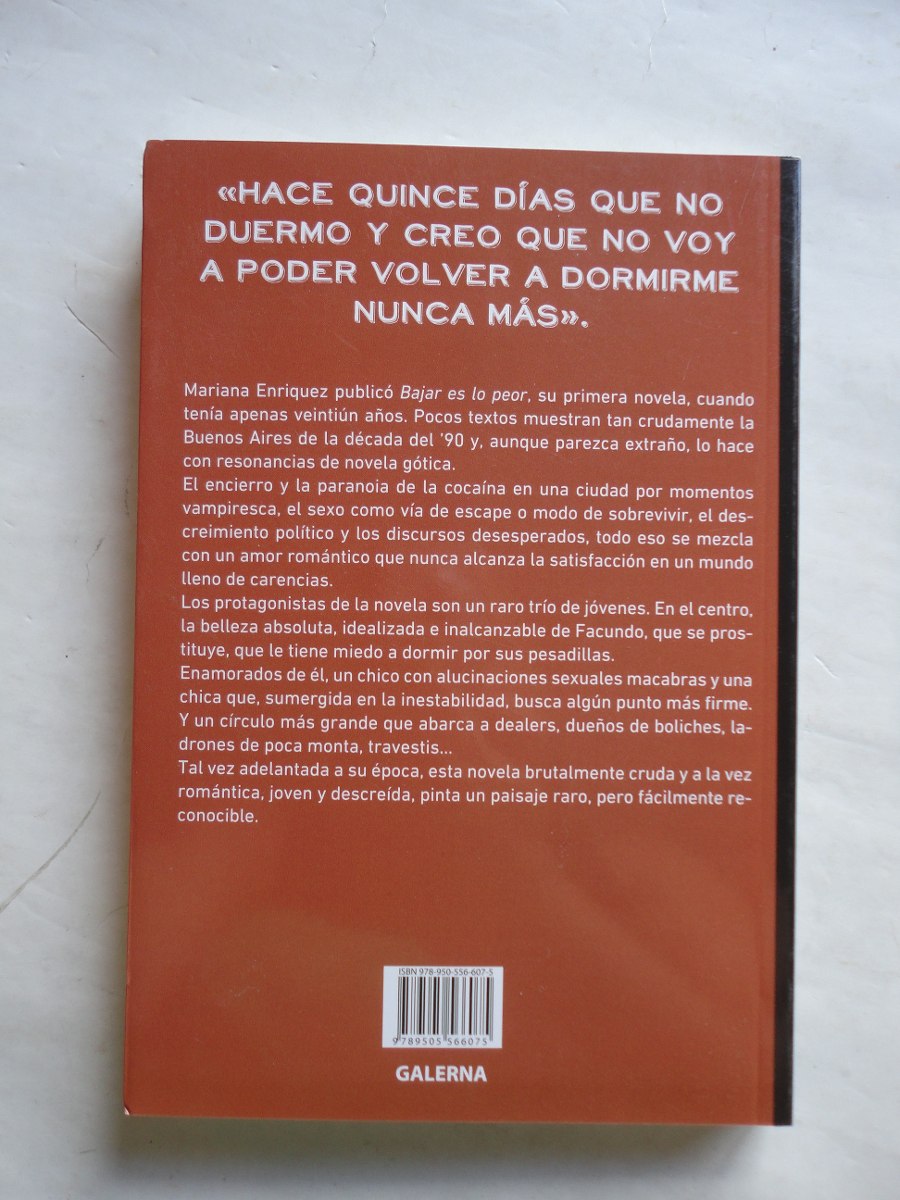 «HACE QUINCE DÍAS QUE NO
DUERMO Y CREO QUE NO VOY
A PODER VOLVER A DORMIRME
NUNCA MÁS».
Mariana Enriquez publicó Bajar es lo peor, su primera novela, cuando
tenía apenas veintiún años. Pocos textos muestran tan crudamente la
Buenos Aires de la década del '90 y, aunque parezca extraño, lo hace
con resonancias de novela gótica.
El encierro y la paranoia de la cocaína en una ciudad por momentos
vampiresca, el sexo como vía de escape o modo de sobrevivir, el des-
creimiento político y los discursos desesperados, todo eso se mezcla
con un amor romántico que nunca alcanza la satisfacción en un mundo
lleno de carencias.
Los protagonistas de la novela son un raro trío de jóvenes. En el centro,
la belleza absoluta, idealizada e inalcanzable de Facundo, que se pros-
tituye, que le tiene miedo a dormir por sus pesadillas.
Enamorados de él, un chico con alucinaciones sexuales macabras y una
chica que, sumergida en la inestabilidad, busca algún punto más firme.
Y un círculo más grande que abarca a dealers, dueños de boliches, la-
drones de poca monta, travestis...
Tal vez adelantada a su época, esta novela brutalmente cruda y a la vez
romántica, joven y descreída, pinta un paisaje raro, pero fácilmente re-
conocible.
ISBN 978-950-556-607-5
9789505566075
GALERNA